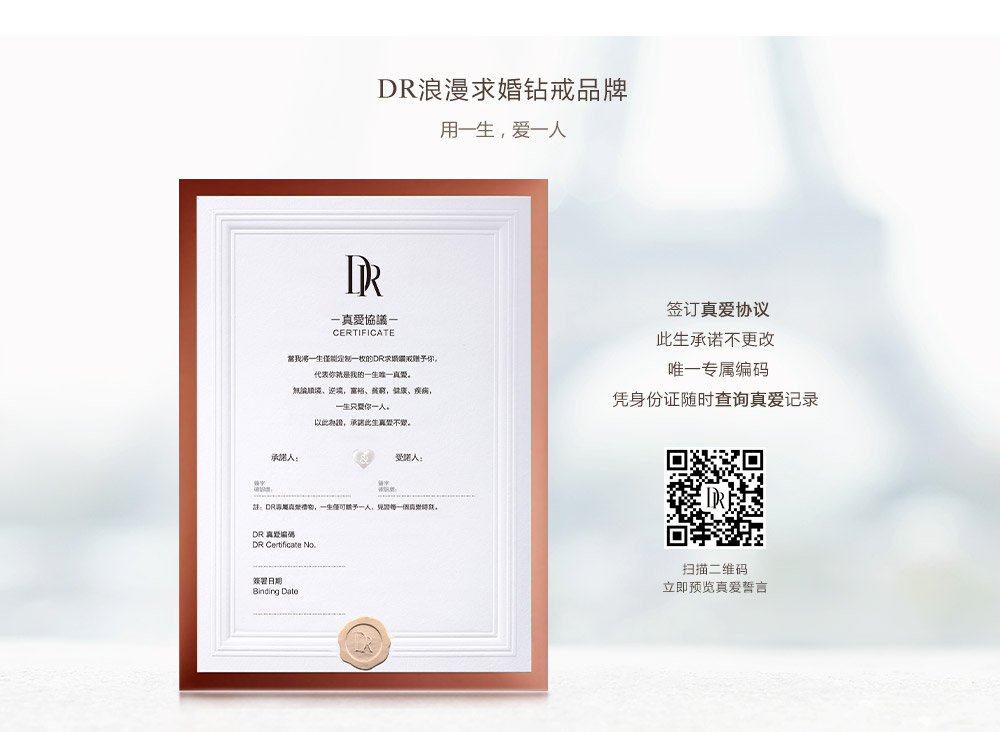 DR浪漫求婚钻戒品牌
用一生，爱一人
DR
－真愛協議－
CERTIFICATE
當我將一生僅能定制一枚的DR求婚鑽戒贈予你，
代表你就是我的一生唯一真愛。
無論順境、逆境，富裕、貧窮，健康、疾病，
一生只愛你一人。
以此為證，承諾此生真愛不變。
承諾人：
&
受諾人：
簽字
簽字
註：DR專屬真愛禮物，一生僅可贈予一人，見證每一個真愛時刻。
DR 真愛編碼
DR Certificate No.
簽署日期
Binding Date
DR
签订真爱协议
此生承诺不更改
唯一专属编码
凭身份证随时查询真爱记录
DR
扫描二维码
立即预览真爱誓言